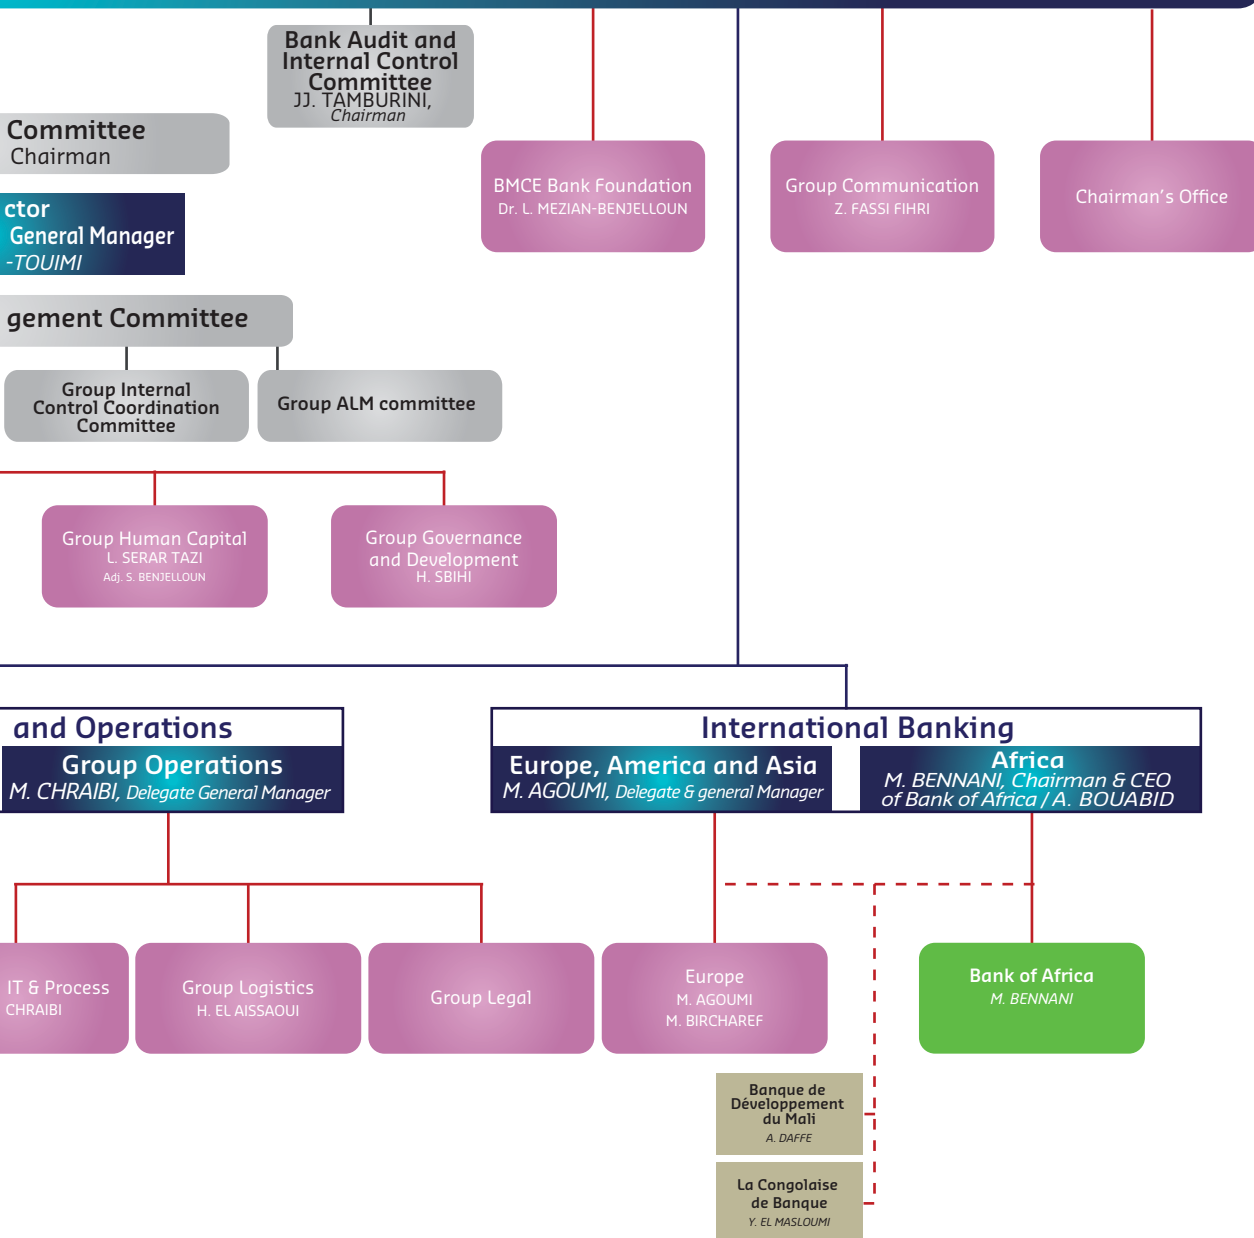 Bank Audit and
Internal Control
Committee
JJ. TAMBURINI,
Chairman
Committee
Chairman
BMCE Bank Foundation
Dr. L. MEZIAN-BENJELLOUN
Group Communication
Z. FASSI FIHRI
Chairman's Office
ctor
General Manager
-TOUIMI
gement Committee
Group Internal
Control Coordination
Committee
Group ALM committee
Group Human Capital
L. SERAR TAZI
Adj. S. BENJELLOUN
Group Governance
and Development
H. SBIHI
and Operations
Group Operations
M. CHRAIBI, Delegate General Manager
International Banking
Europe, America and Asia
M. AGOUMI, Delegate & general Manager
Africa
M. BENNANI, Chairman & CEO
of Bank of Africa / A. BOUABID
IT & Process
CHRAIBI
Group Logistics
H. EL AISSAOUI
Group Legal
Europe
M. AGOUMI
M. BIRCHAREF
Bank of Africa
M. BENNANI
Banque de
Développement
du Mali
A. DAFFE
La Congolaise
de Banque
Y. EL MASLOUMI